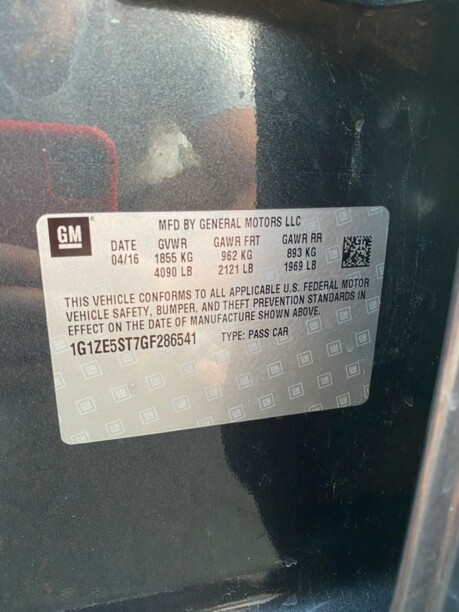 GM
MFD BY GENERAL MOTORS LLC
DATE GVWR GAWR FRT GAWR RR
04/16 1855 KG 962 KG 893 KG
4090 LB 2121 LB 1969 LB
THIS VEHICLE CONFORMS TO ALL APPLICABLE U.S. FEDERAL MOTOR
VEHICLE SAFETY, BUMPER, AND THEFT PREVENTION STANDARDS IN
EFFECT ON THE DATE OF MANUFACTURE SHOWN ABOVE.
1G1ZE5ST7GF286541 TYPE: PASS CAR